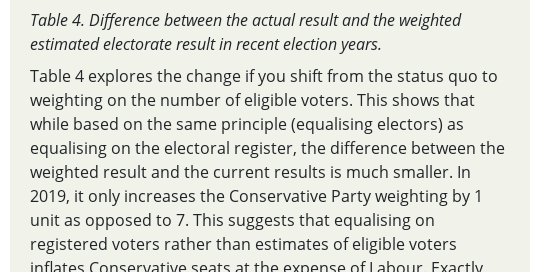 Table 4. Difference between the actual result and the weighted
estimated electorate result in recent election years.
Table 4 explores the change if you shift from the status quo to
weighting on the number of eligible voters. This shows that
while based on the same principle (equalising electors) as
equalising on the electoral register, the difference between the
weighted result and the current results is much smaller. In
2019, it only increases the Conservative Party weighting by 1
unit as opposed to 7. This suggests that equalising on
registered voters rather than estimates of eligible voters
inflates Conservative seats at the expense of Labour. Exactly